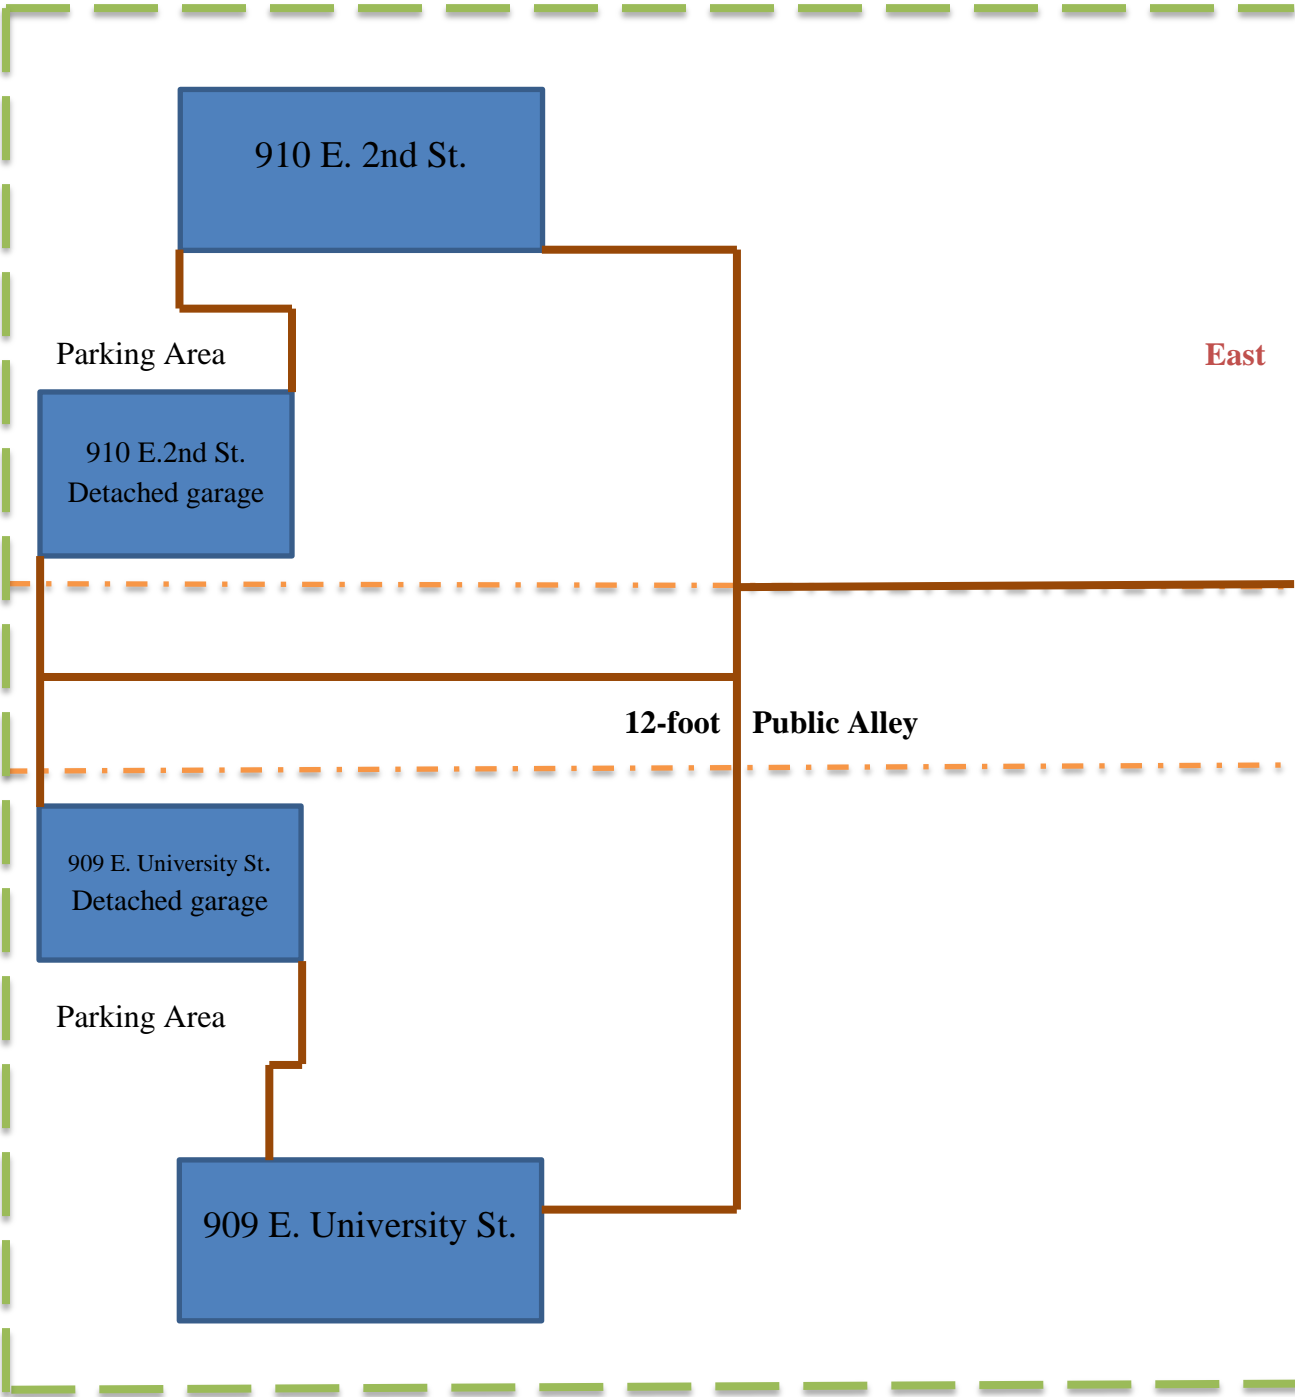 910 E. 2nd St.
Parking Area
East
910 E.2nd St.
Detached garage
12-foot Public Alley
909 E. University St.
Detached garage
Parking Area
909 E. University St.